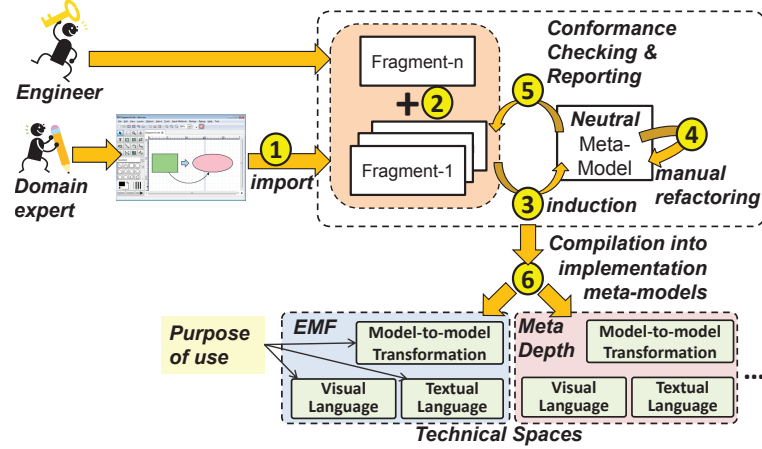 Engineer
Domain
expert
1
import
Fragment-n
+ 2
Fragment-1
Conformance
Checking &
Reporting
5
Neutral
Meta-
Model
4
manual
refactoring
3
induction
Compilation into
implementation
meta-models
6
Purpose
of use
EMF
Model-to-model
Transformation
Visual
Language
Textual
Language
Meta
Depth
Model-to-model
Transformation
Visual
Language
Textual
Language
...
Technical Spaces